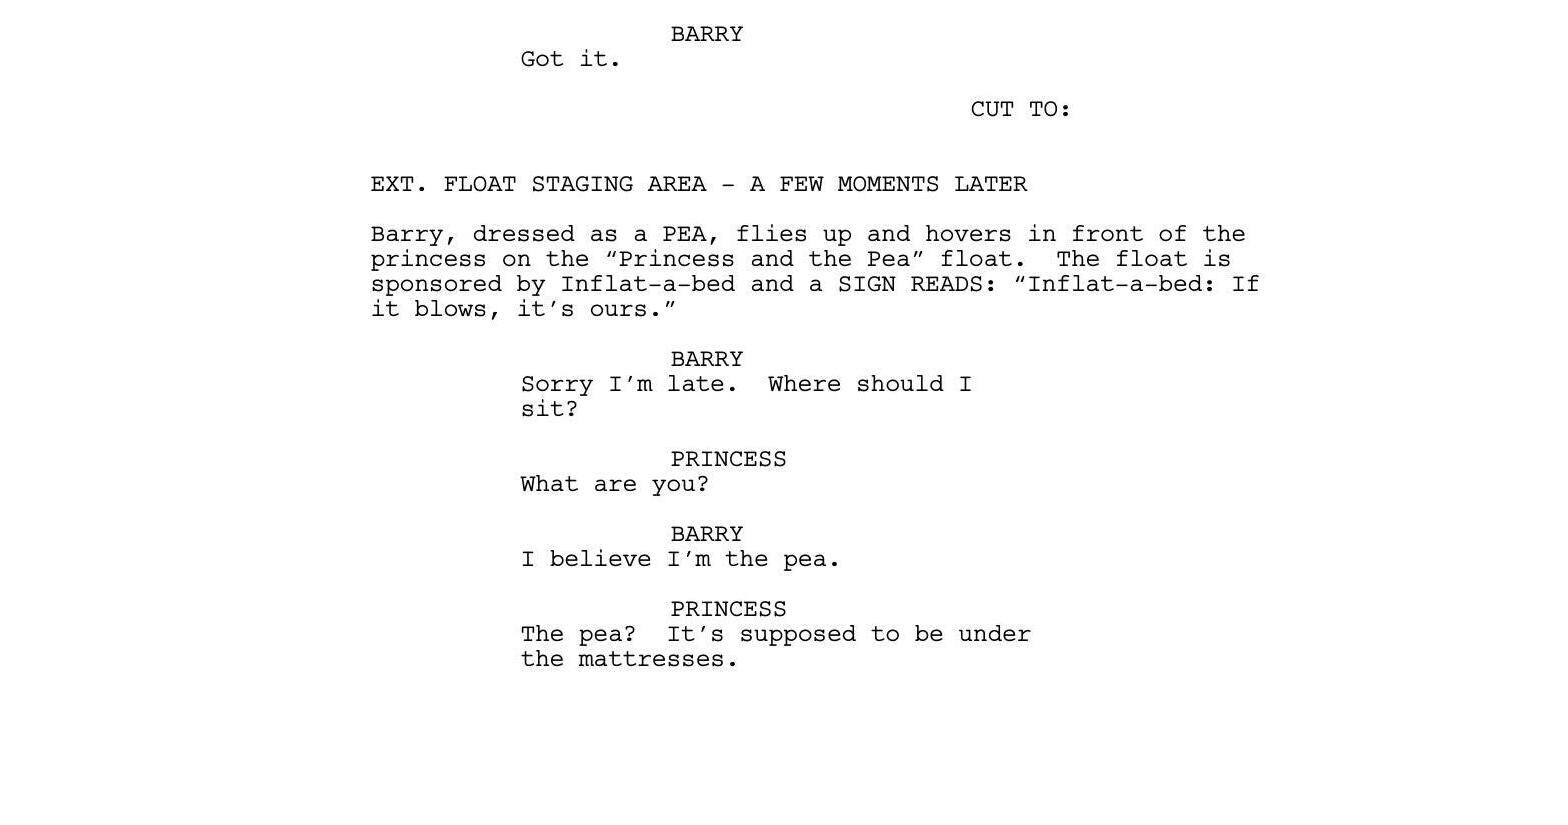 BARRY
Got it.
CUT TO:
EXT. FLOAT STAGING AREA - A FEW MOMENTS LATER
Barry, dressed as a PEA, flies up and hovers in front of the
princess on the “Princess and the Pea” float.  The float is
sponsored by Inflat-a-bed and a SIGN READS: “Inflat-a-bed: If
it blows, it’s ours.”
BARRY
Sorry I’m late.  Where should I
sit?
PRINCESS
What are you?
BARRY
I believe I’m the pea.
PRINCESS
The pea?  It’s supposed to be under
the mattresses.